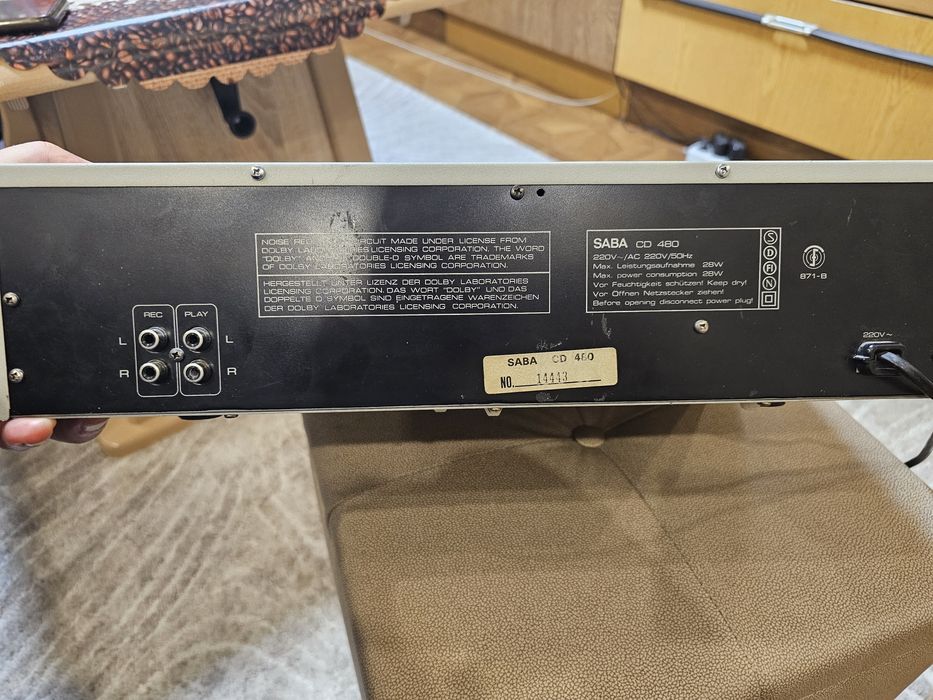 NOISE CIRCUIT MADE UNDER LICENSE FROM
DOLBY LABORATORIES LICENSING CORPORATION. THE WORD
"DOLBY" DOUBLE-D SYMBOL ARE TRADEMARKS
OF DOLBY LABORATORIES LICENSING CORPORATION.
HERGESTELLT UNTER LIZENZ DER DOLBY LABORATORIES
LICENSING CORPORATION. DAS WORT "DOLBY" UND DAS
DOPPELTE D SYMBOL SIND EINGETRAGENE WARENZEICHEN
DER DOLBY LABORATORIES LICENSING CORPORATION.
SABA CD 480
220V~/AC 220V/50Hz
Max. Leistungsaufnahme 28W
Max. power consumption 28W
Vor Feuchtigkeit schützen! Keep dry!
Vor Öffnen Netzstecker ziehen!
Before opening disconnect power plug!
S
D
FI
N
871-B
REC PLAY
L L
R R
220V~
SABA CD 480
NO. 14443